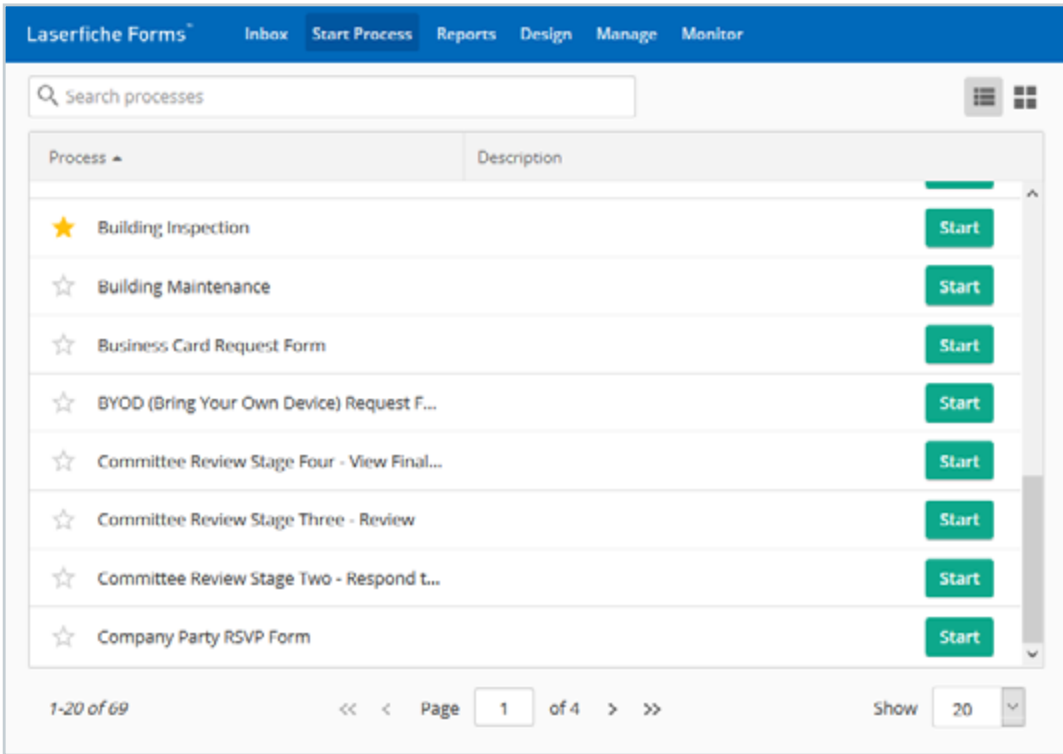 Laserfiche Forms™ Inbox Start Process Reports Design Manage Monitor
Search processes
Process Description
Building Inspection Start
Building Maintenance Start
Business Card Request Form Start
BYOD (Bring Your Own Device) Request F... Start
Committee Review Stage Four - View Final... Start
Committee Review Stage Three - Review Start
Committee Review Stage Two - Respond t... Start
Company Party RSVP Form Start
1-20 of 69 << < Page 1 of 4 > >> Show 20